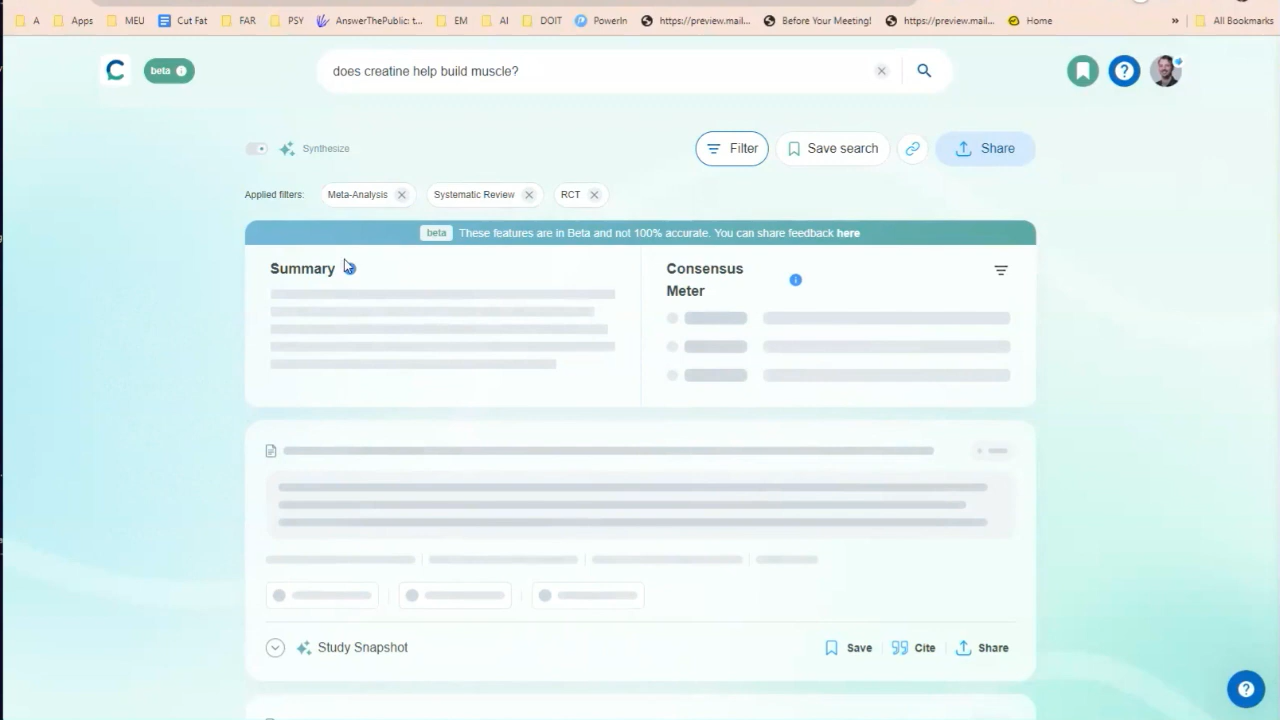 A Apps MEU Cut Fat FAR PSY AnswerThePublic: t... EM AI DOIT PowerIn https://preview.mail... Before Your Meeting! https://preview.mail... Home » All Bookmarks
C beta does creatine help build muscle?
Synthesize Filter Save search Share
Applied filters: Meta-Analysis Systematic Review RCT
beta These features are in Beta and not 100% accurate. You can share feedback here
Summary
Consensus
Meter
Study Snapshot Save Cite Share